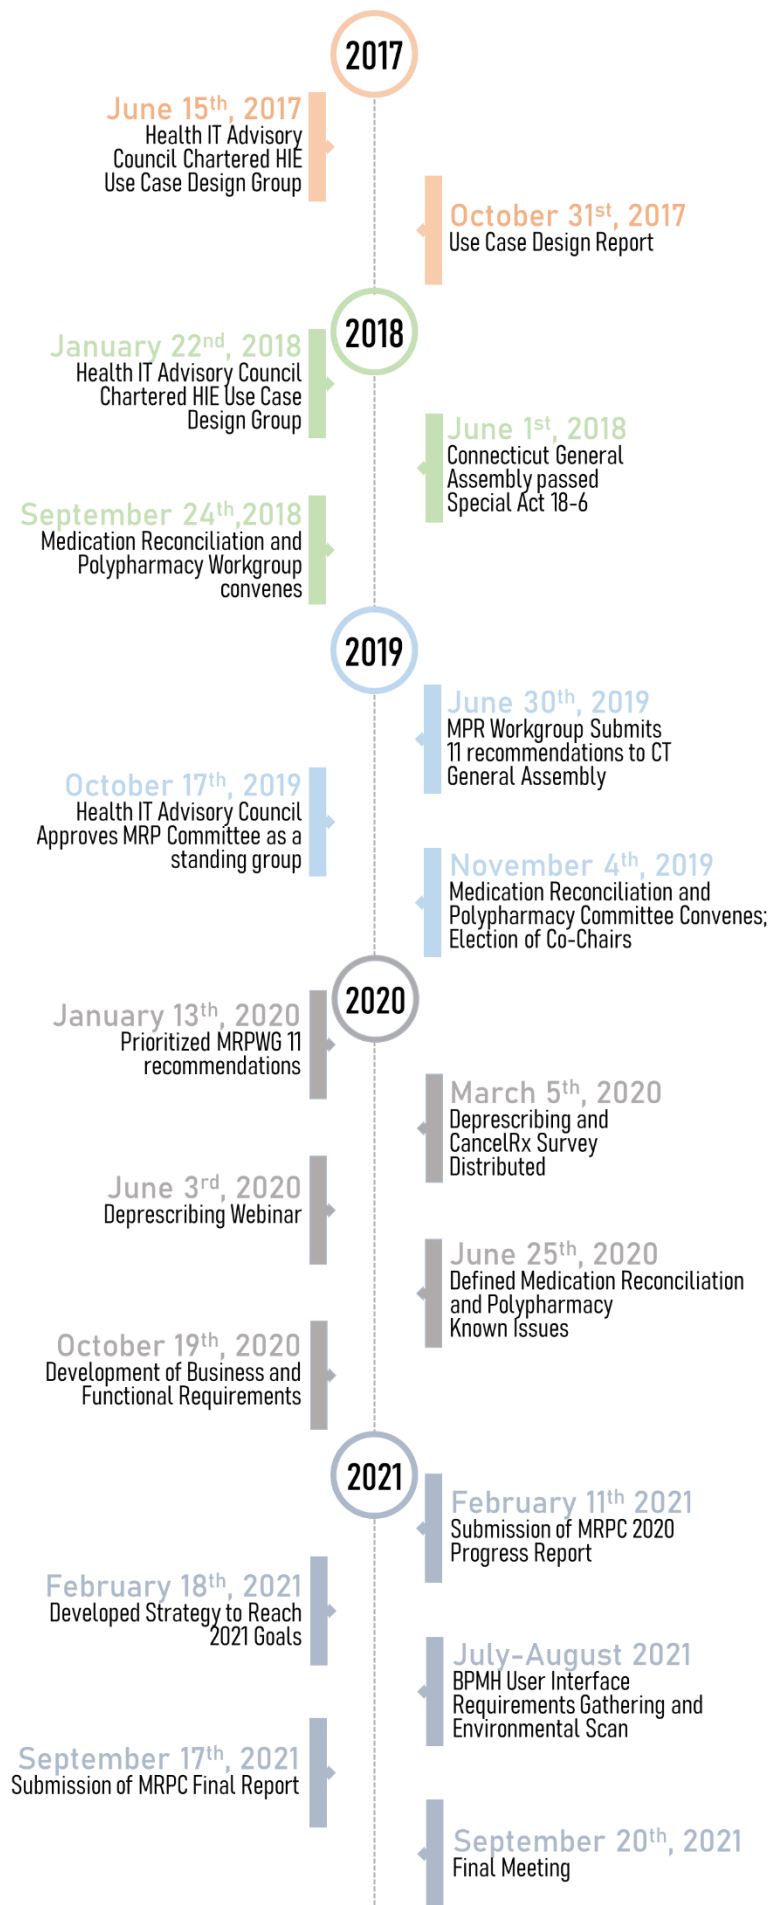 2017
June 15th, 2017
Health IT Advisory
Council Chartered HIE
Use Case Design Group
October 31st, 2017
Use Case Design Report
2018
January 22nd, 2018
Health IT Advisory Council
Chartered HIE Use Case
Design Group
June 1st, 2018
Connecticut General
Assembly passed
Special Act 18-6
September 24th,2018
Medication Reconciliation and
Polypharmacy Workgroup
convenes
2019
June 30th, 2019
MPR Workgroup Submits
11 recommendations to CT
General Assembly
October 17th, 2019
Health IT Advisory Council
Approves MRP Committee as a
standing group
November 4th, 2019
Medication Reconciliation and
Polypharmacy Committee Convenes;
Election of Co-Chairs
2020
January 13th, 2020
Prioritized MRPWG 11
recommendations
March 5th, 2020
Deprescribing and
CancelRx Survey
Distributed
June 3rd, 2020
Deprescribing Webinar
June 25th, 2020
Defined Medication Reconciliation
and Polypharmacy
Known Issues
October 19th, 2020
Development of Business and
Functional Requirements
2021
February 11th 2021
Submission of MRPC 2020
Progress Report
February 18th, 2021
Developed Strategy to Reach
2021 Goals
July-August 2021
BPMH User Interface
Requirements Gathering and
Environmental Scan
September 17th, 2021
Submission of MRPC Final Report
September 20th, 2021
Final Meeting